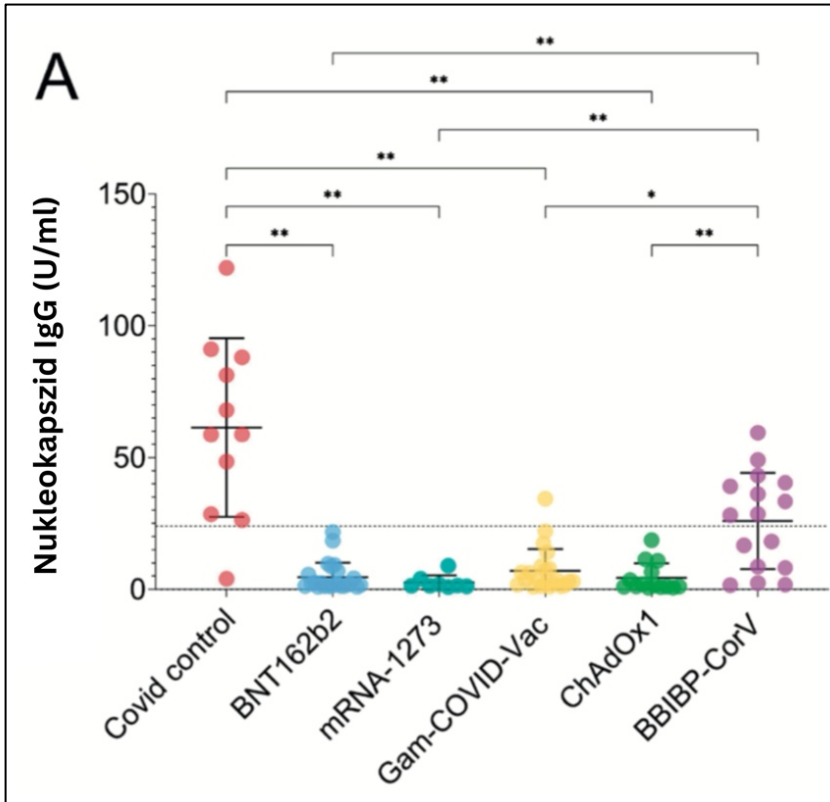 A
**
**
**
**
** *
** **
Nukleokapszid IgG (U/ml)
150
100
50
0
Covid control
BNT162b2
mRNA-1273
Gam-COVID-Vac
ChAdOx1
BBIBP-CorV